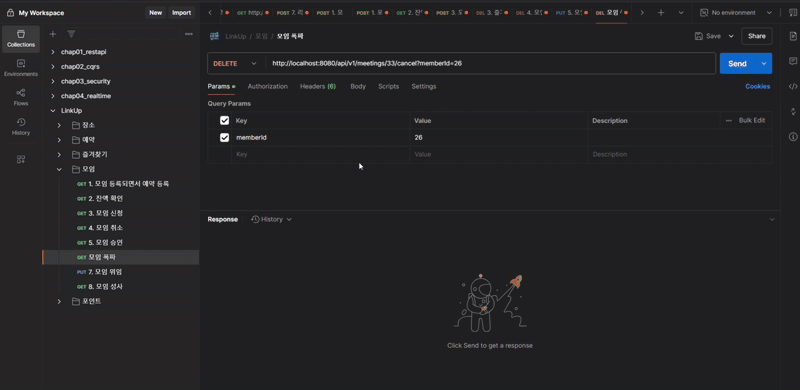 My Workspace
New
Import
GET http:/
POST 7. 리
POST 1. 모
POST 1. 모
GET 2. 잔액
POST 3. 도
DEL 3. 즐겨
DEL 4. 모임
PUT 5. 모
DEL 모임
No environment
Collections
Environments
Flows
History
chap01_restapi
chap02_cqrs
chap03_security
chap04_realtime
LinkUp
장소
예약
즐겨찾기
모임
GET 1. 모임 등록되면서 예약 등록
GET 2. 잔액 확인
GET 3. 모임 신청
GET 4. 모임 취소
GET 5. 모임 승인
GET 모임 폭파
PUT 7. 모임 위임
GET 8. 모임 성사
포인트
LinkUp / 모임 / 모임 폭파
Save
Share
DELETE
http://localhost:8080/api/v1/meetings/33/cancel?memberId=26
Send
Params
Authorization
Headers (6)
Body
Scripts
Settings
Cookies
Query Params
Key
Value
Description
Bulk Edit
memberId
26
Key
Value
Description
Response
History
Click Send to get a response